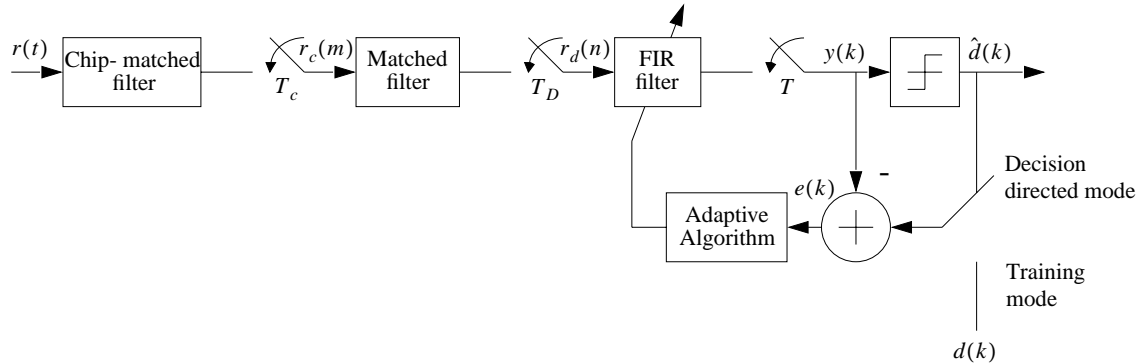 r(t)
Chip- matched
filter
T_c
r_c(m)
Matched
filter
T_D
r_d(n)
FIR
filter
T
y(k)
d̂(k)
Decision
directed mode
-
e(k)
Adaptive
Algorithm
+
Training
mode
d(k)